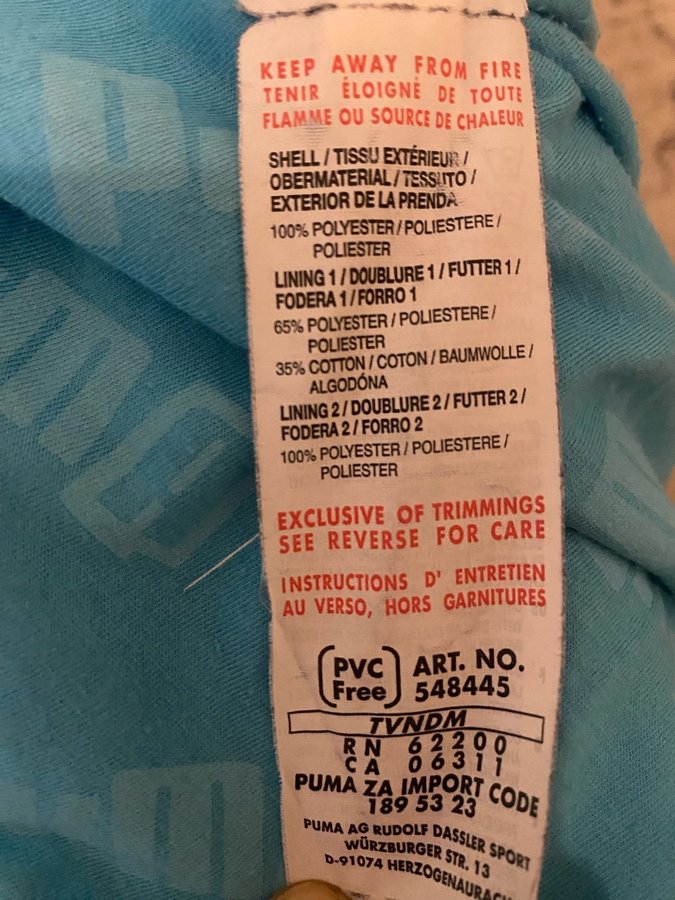 KEEP AWAY FROM FIRE
TENIR ÉLOIGNÉ DE TOUTE
FLAMME OU SOURCE DE CHALEUR
SHELL / TISSU EXTÉRIEUR /
OBERMATERIAL / TESSUTO /
EXTERIOR DE LA PRENDA
100% POLYESTER / POLIESTERE /
POLIESTER
LINING 1 / DOUBLURE 1 / FUTTER 1 /
FODERA 1 / FORRO 1
65% POLYESTER / POLIESTERE /
POLIESTER
35% COTTON / COTON / BAUMWOLLE /
ALGODÓNA
LINING 2 / DOUBLURE 2 / FUTTER 2 /
FODERA 2 / FORRO 2
100% POLYESTER / POLIESTERE /
POLIESTER
EXCLUSIVE OF TRIMMINGS
SEE REVERSE FOR CARE
INSTRUCTIONS D' ENTRETIEN
AU VERSO, HORS GARNITURES
PVC Free ART. NO.
548445
TVNDM
RN 62200
CA 06311
PUMA ZA IMPORT CODE
189 53 23
PUMA AG RUDOLF DASSLER SPORT
WÜRZBURGER STR. 13
D-91074 HERZOGENAURACH